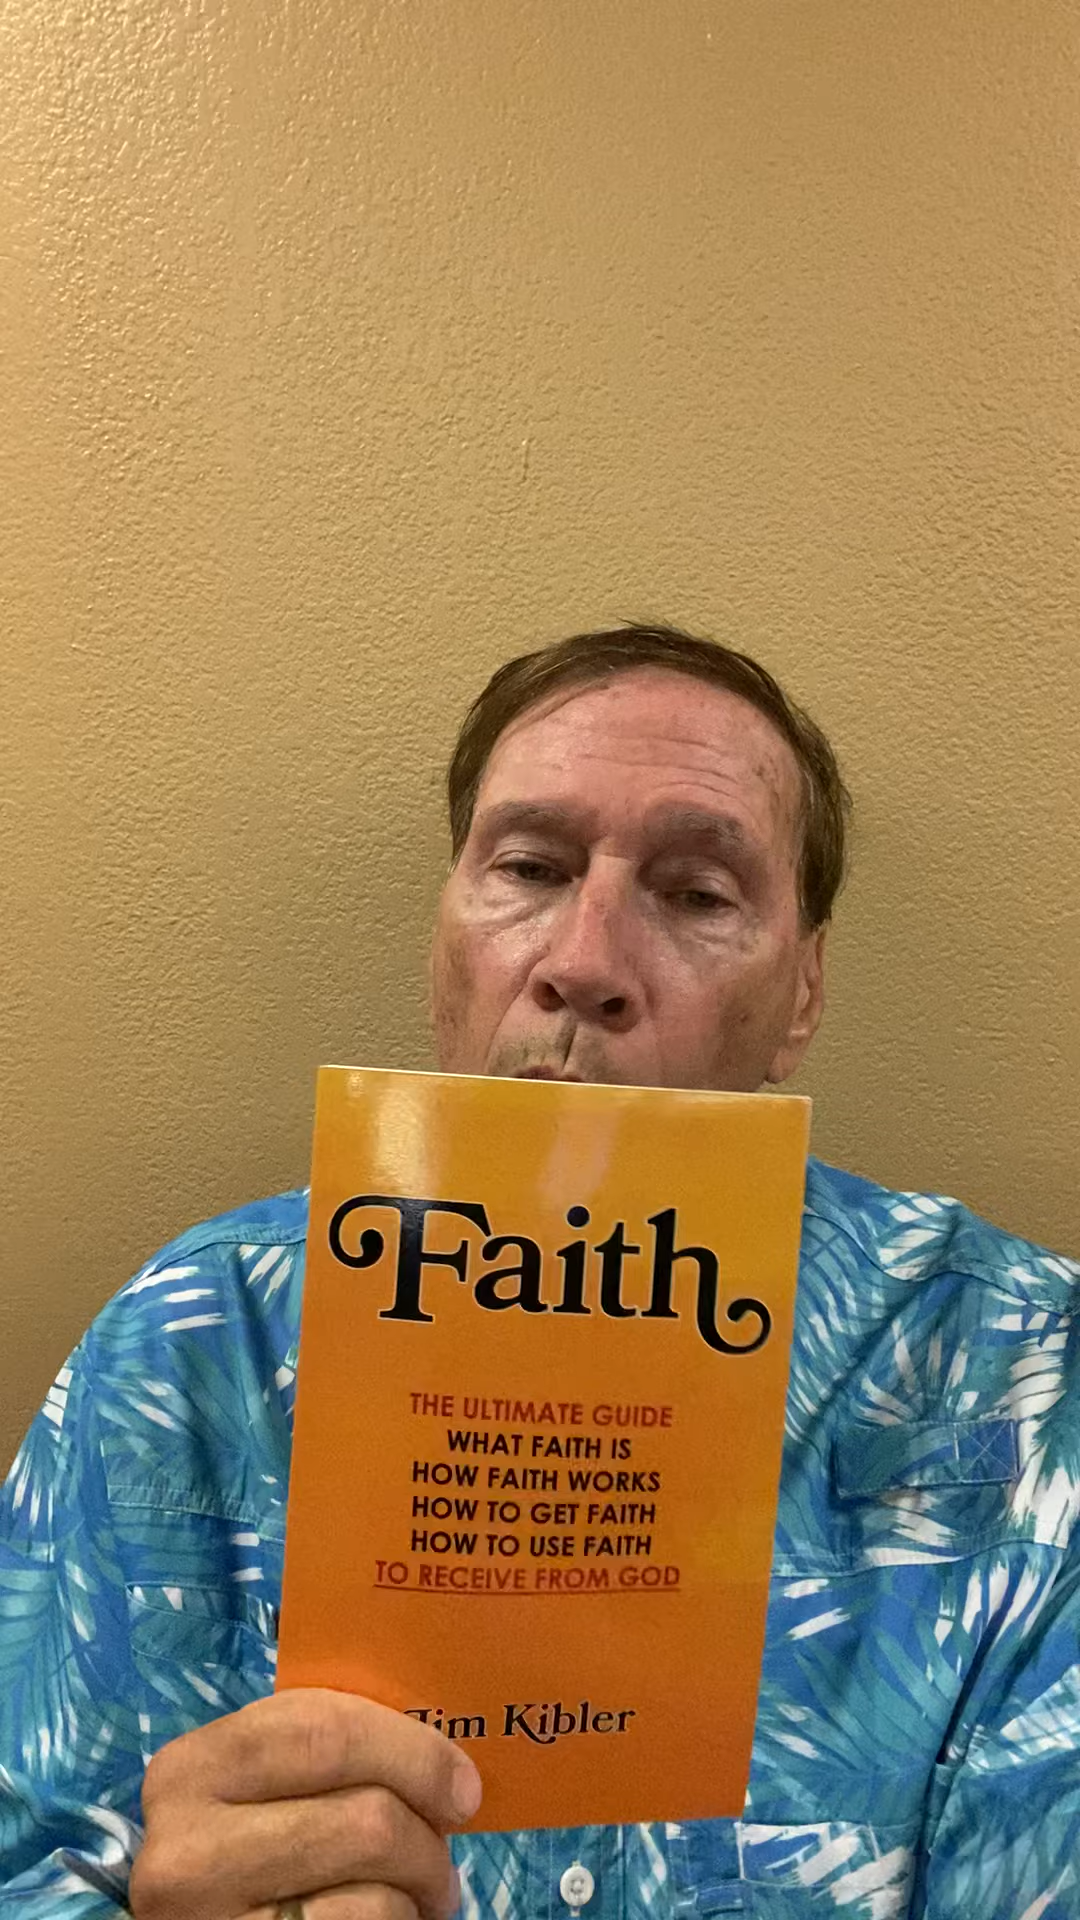 Faith
THE ULTIMATE GUIDE
WHAT FAITH IS
HOW FAITH WORKS
HOW TO GET FAITH
HOW TO USE FAITH
TO RECEIVE FROM GOD
Jim Kibler